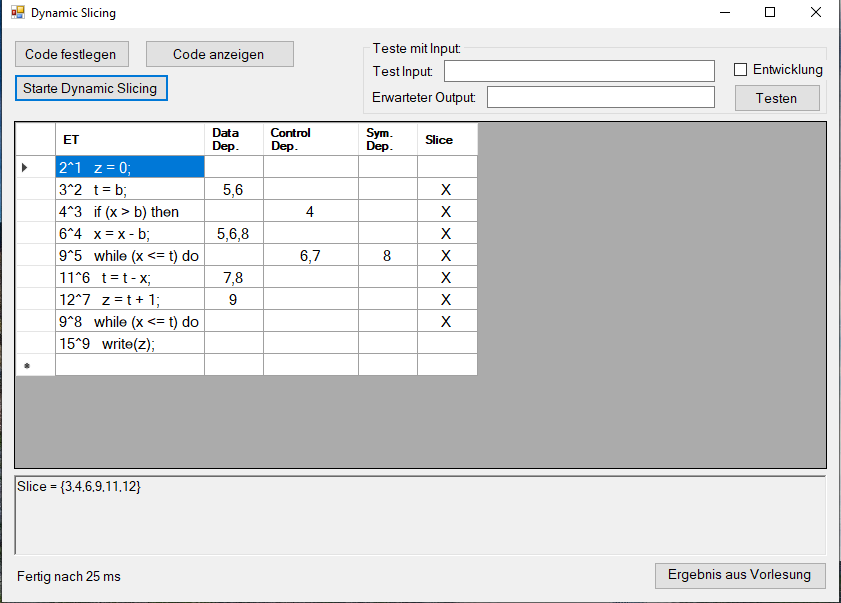 Dynamic Slicing
Code festlegen
Code anzeigen
Starte Dynamic Slicing
Teste mit Input:
Test Input:
Erwarteter Output:
Entwicklung
Testen
ET Data Dep. Control Dep. Sym. Dep. Slice
2^1 z = 0;
3^2 t = b; 5,6 X
4^3 if (x > b) then 4 X
6^4 x = x - b; 5,6,8 X
9^5 while (x <= t) do 6,7 8 X
11^6 t = t - x; 7,8 X
12^7 z = t + 1; 9 X
9^8 while (x <= t) do X
15^9 write(z);
Slice = {3,4,6,9,11,12}
Fertig nach 25 ms
Ergebnis aus Vorlesung